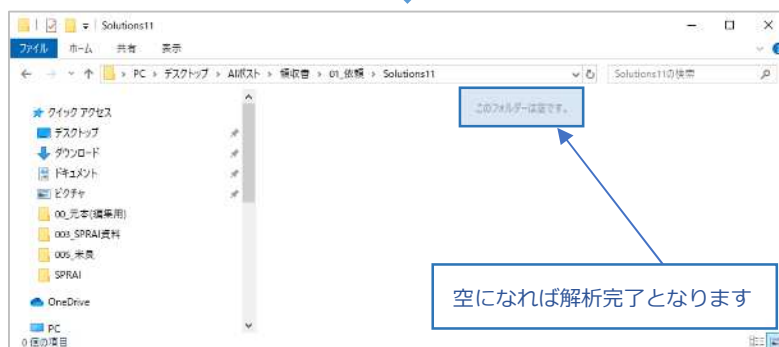 Solutions11
ファイル ホーム 共有 表示
PC > デスクトップ > AIポスト > 領収書 > 01_依頼 > Solutions11
Solutions11の検索
このフォルダーは空です。
クイック アクセス
デスクトップ
ダウンロード
ドキュメント
ピクチャ
00_元本(編集用)
003_SPRAI資料
005_米良
SPRAI
OneDrive
PC
0 個の項目
空になれば解析完了となります